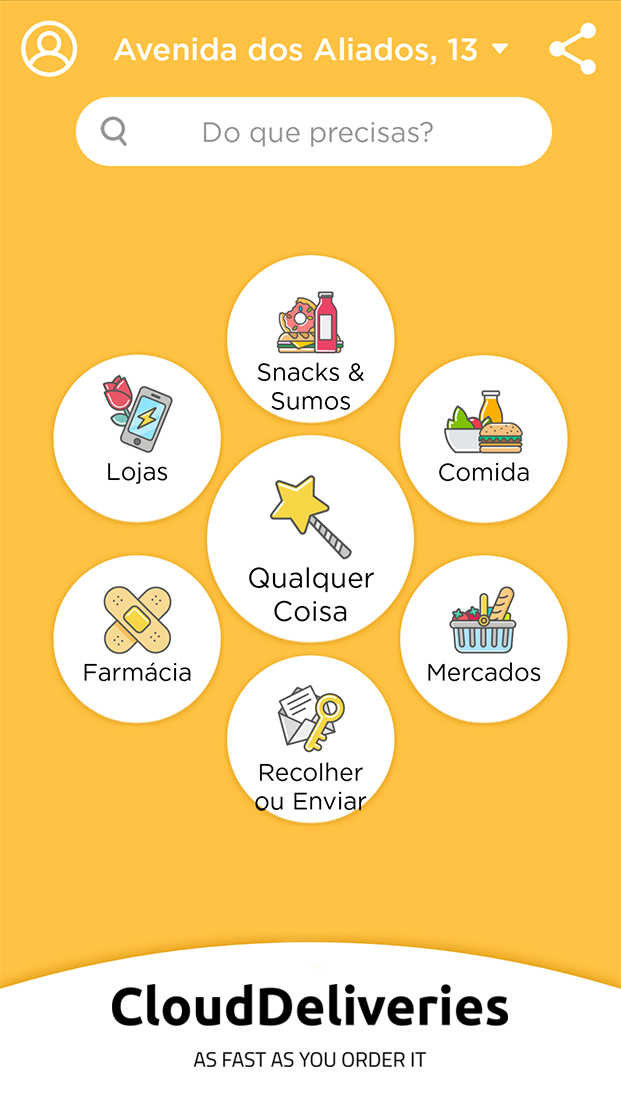 Avenida dos Aliados, 13
Do que precisas?
Snacks &
Sumos
Lojas
Comida
Qualquer
Coisa
Farmácia
Mercados
Recolher
ou Enviar
CloudDeliveries
AS FAST AS YOU ORDER IT